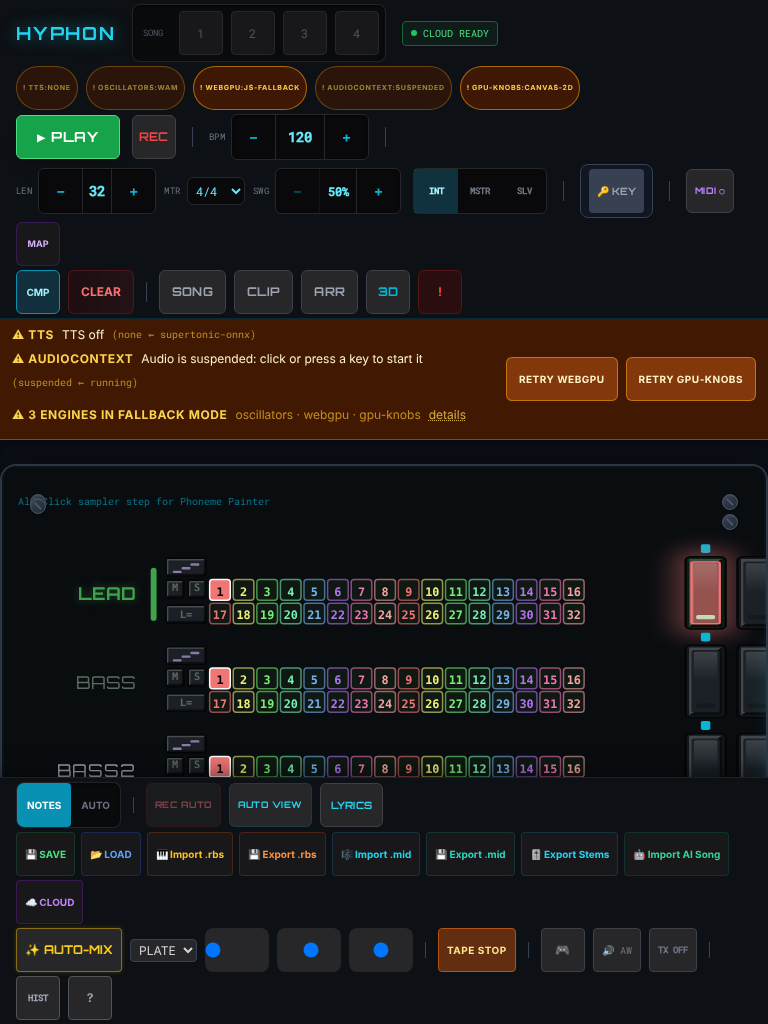 HYPHON SONG 1 2 3 4 CLOUD READY
! TTS:NONE ! OSCILLATORS:WAM ! WEBGPU:JS-FALLBACK ! AUDIOCONTEXT:SUSPENDED ! GPU-KNOBS:CANVAS-2D
▶ PLAY REC BPM − 120 +
LEN − 32 + MTR 4/4 SWG − 50% + INT MSTR SLV 🔑 KEY MIDI ○
MAP
CMP CLEAR SONG CLIP ARR 3D !
⚠ TTS TTS off (none ← supertonic-onnx)
⚠ AUDIOCONTEXT Audio is suspended: click or press a key to start it
(suspended ← running)
RETRY WEBGPU RETRY GPU-KNOBS
⚠ 3 ENGINES IN FALLBACK MODE oscillators · webgpu · gpu-knobs details
click sampler step for Phoneme Painter
LEAD M S L= 1 2 3 4 5 6 7 8 9 10 11 12 13 14 15 16
17 18 19 20 21 22 23 24 25 26 27 28 29 30 31 32
BASS M S L= 1 2 3 4 5 6 7 8 9 10 11 12 13 14 15 16
17 18 19 20 21 22 23 24 25 26 27 28 29 30 31 32
BASS2 M S 1 2 3 4 5 6 7 8 9 10 11 12 13 14 15 16
NOTES AUTO REC AUTO AUTO VIEW LYRICS
💾 SAVE 📂 LOAD 🎹 Import .rbs 💾 Export .rbs 🎼 Import .mid 💾 Export .mid 🎚 Export Stems 🤖 Import AI Song
☁️ CLOUD
✨ AUTO-MIX PLATE TAPE STOP 🎮 🔊 AW TX OFF
HIST ?